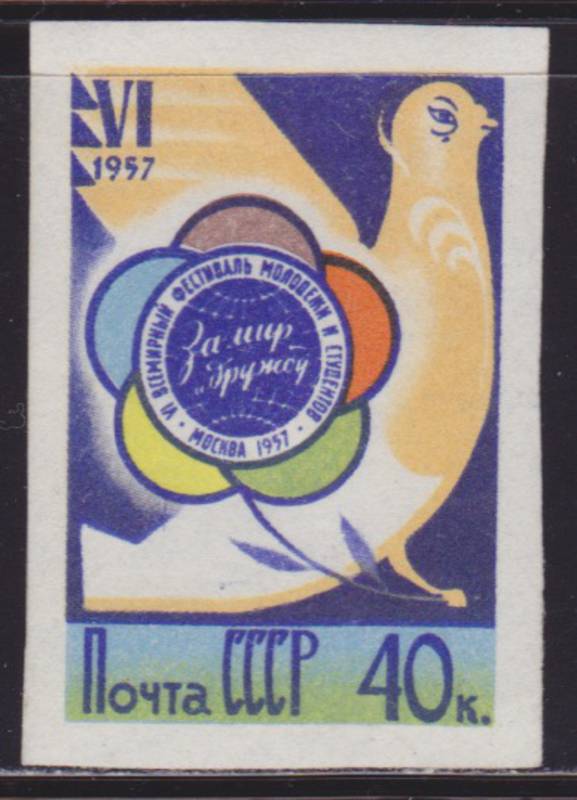 VI
1957
VI ВСЕМИРНЫЙ ФЕСТИВАЛЬ МОЛОДЕЖИ И СТУДЕНТОВ
• МОСКВА 1957 •
За мир
и дружбу
Почта СССР 40к.